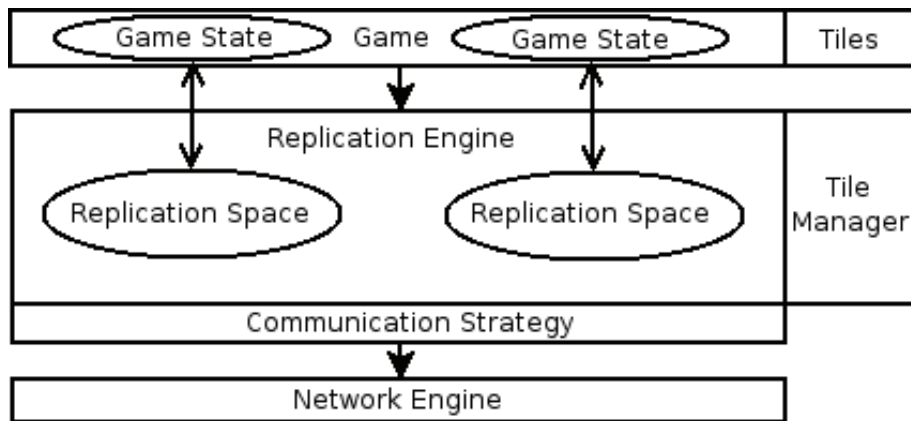 Game State
Game
Game State
Tiles
Replication Engine
Replication Space
Replication Space
Tile
Manager
Communication Strategy
Network Engine